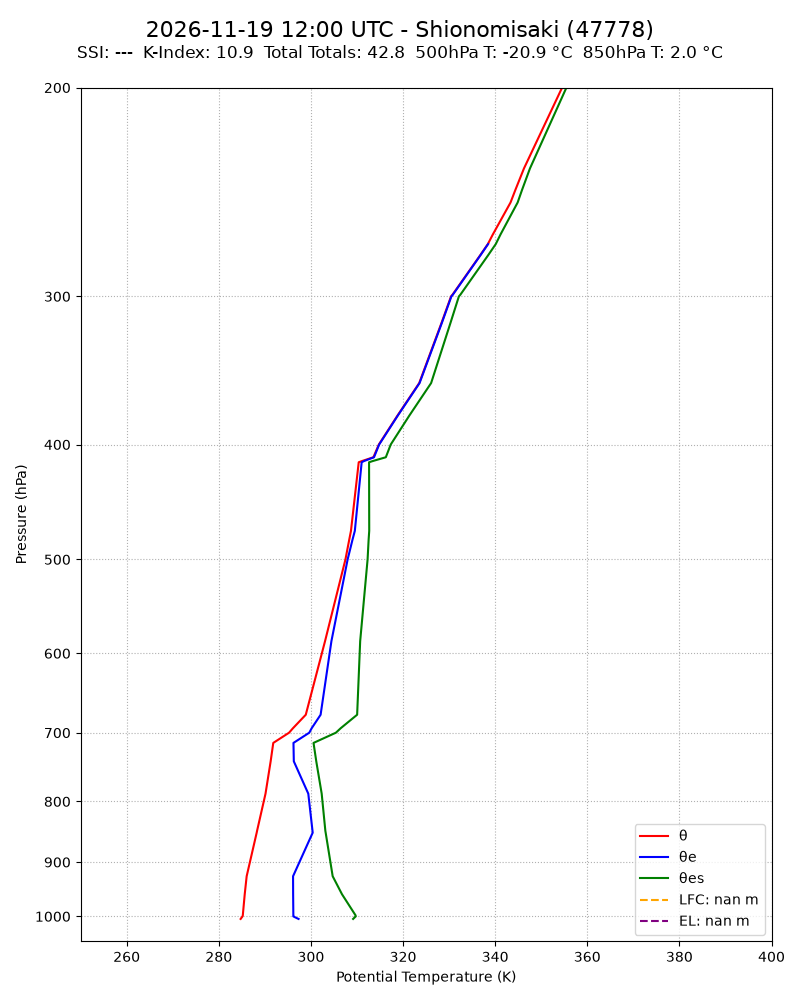 2026-11-19 12:00 UTC - Shionomisaki (47778)
SSI: ---  K-Index: 10.9  Total Totals: 42.8  500hPa T: -20.9 °C  850hPa T: 2.0 °C
200
300
400
500
600
700
800
900
1000
Pressure (hPa)
260
280
300
320
340
360
380
400
Potential Temperature (K)
θ
θe
θes
LFC: nan m
EL: nan m